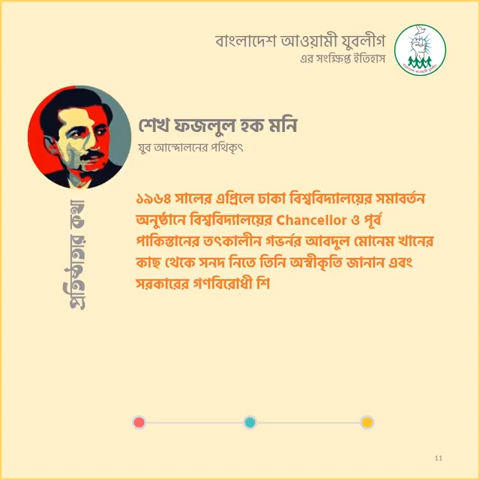 বাংলাদেশ আওয়ামী যুবলীগ
এর সংক্ষিপ্ত ইতিহাস
শেখ ফজলুল হক মনি
যুব আন্দোলনের পথিকৃৎ
প্রতিষ্ঠাতার কথা
১৯৬৪ সালের এপ্রিলে ঢাকা বিশ্ববিদ্যালয়ের সমাবর্তন
অনুষ্ঠানে বিশ্ববিদ্যালয়ের Chancellor ও পূর্ব
পাকিস্তানের তৎকালীন গভর্নর আবদুল মোনেম খানের
কাছ থেকে সনদ নিতে তিনি অস্বীকৃতি জানান এবং
সরকারের গণবিরোধী শি
11